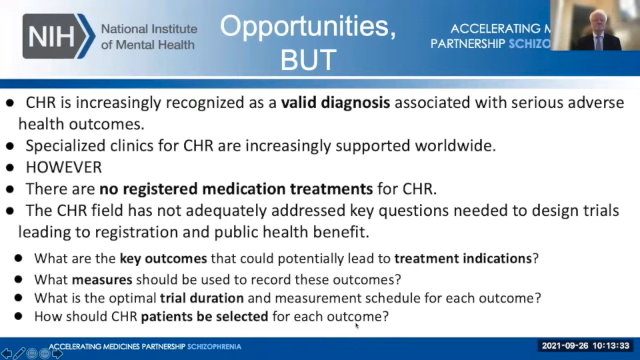 NIH
National Institute
of Mental Health
Opportunities,
BUT
ACCELERATING
PARTNERSHIP SCHIZOP
● CHR is increasingly recognized as a valid diagnosis associated with serious adverse
health outcomes.
● Specialized clinics for CHR are increasingly supported worldwide.
● HOWEVER
● There are no registered medication treatments for CHR.
● The CHR field has not adequately addressed key questions needed to design trials
leading to registration and public health benefit.
● What are the key outcomes that could potentially lead to treatment indications?
● What measures should be used to record these outcomes?
● What is the optimal trial duration and measurement schedule for each outcome?
● How should CHR patients be selected for each outcome?
ACCELERATING MEDICINES PARTNERSHIP SCHIZOPHRENIA
2021-09-26 10:13:33